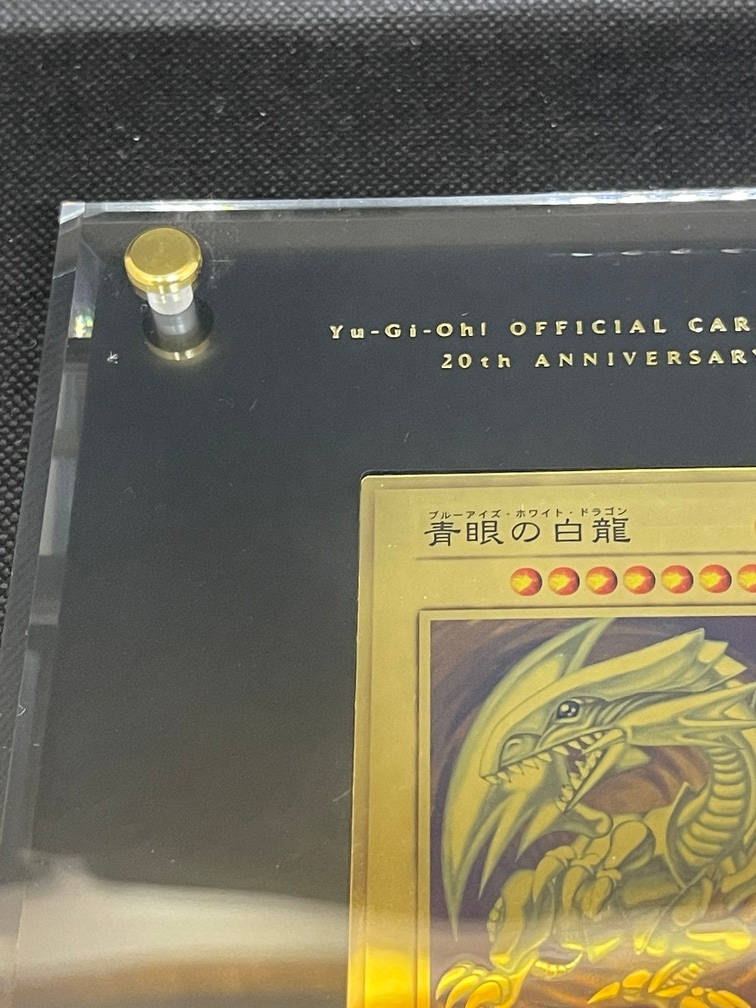 Yu-Gi-Oh! OFFICIAL CAR
20th ANNIVERSARY
ブルーアイズ・ホワイト・ドラゴン
青眼の白龍